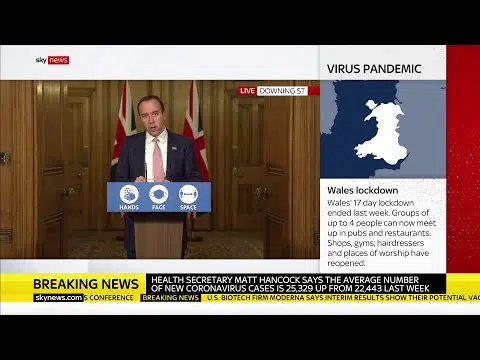 sky news
LIVE DOWNING ST
HANDS FACE SPACE
VIRUS PANDEMIC
Wales lockdown
Wales' 17 day lockdown
ended last week. Groups of
up to 4 people can now meet
up in pubs and restaurants.
Shops, gyms, hairdressers
and places of worship have
reopened.
BREAKING NEWS
HEALTH SECRETARY MATT HANCOCK SAYS THE AVERAGE NUMBER
OF NEW CORONAVIRUS CASES IS 25,329 UP FROM 22,443 LAST WEEK
skynews.com S CONFERENCE BREAKING NEWS U.S. BIOTECH FIRM MODERNA SAYS INTERIM RESULTS SHOW THEIR POTENTIAL VAC